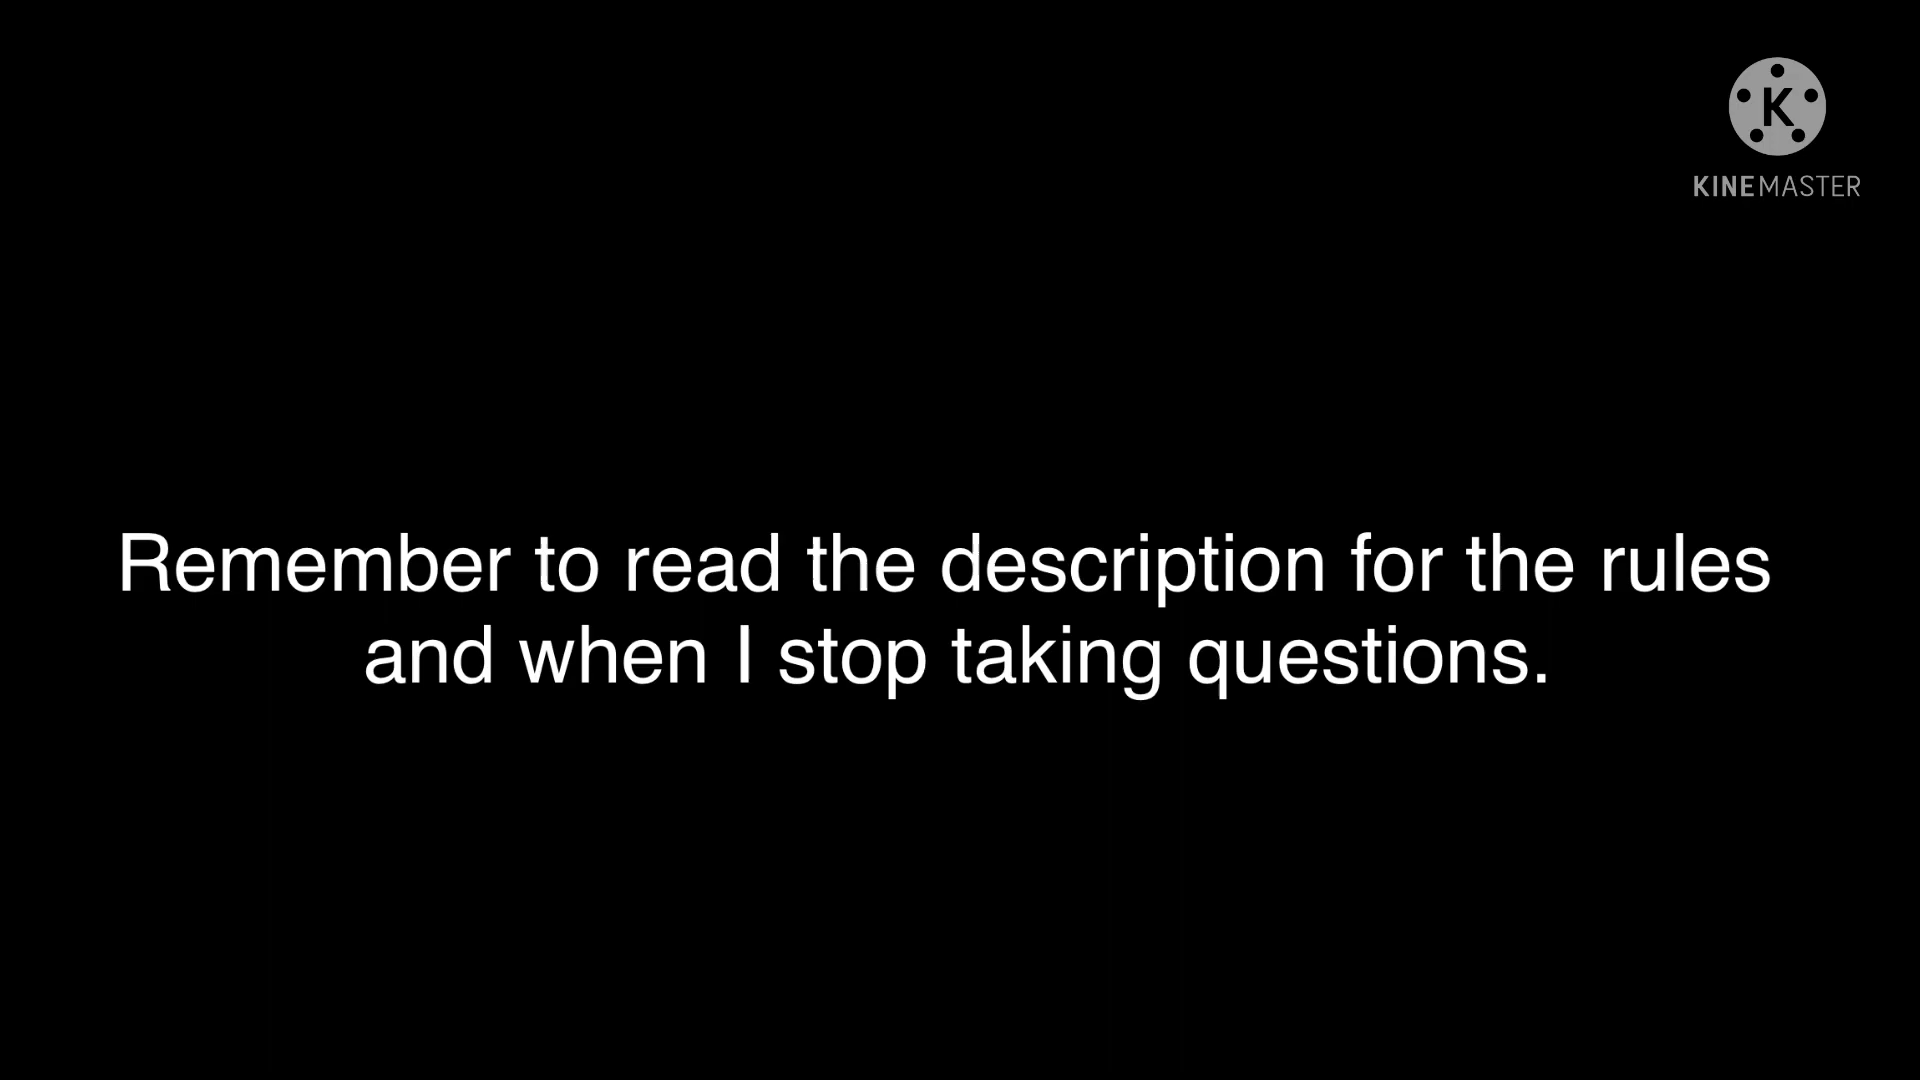 K
KINEMASTER
Remember to read the description for the rules
and when I stop taking questions.